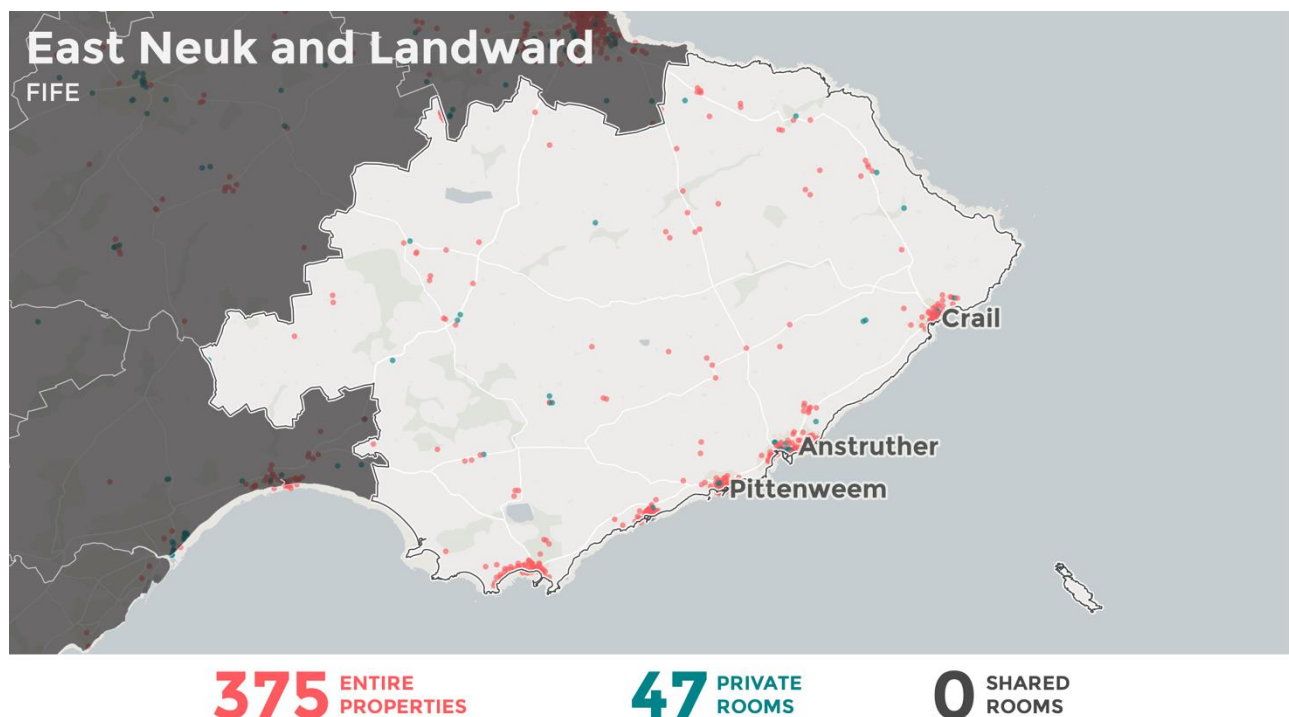 East Neuk and Landward
FIFE
Crail
Anstruther
Pittenweem
375 ENTIRE PROPERTIES
47 PRIVATE ROOMS
0 SHARED ROOMS